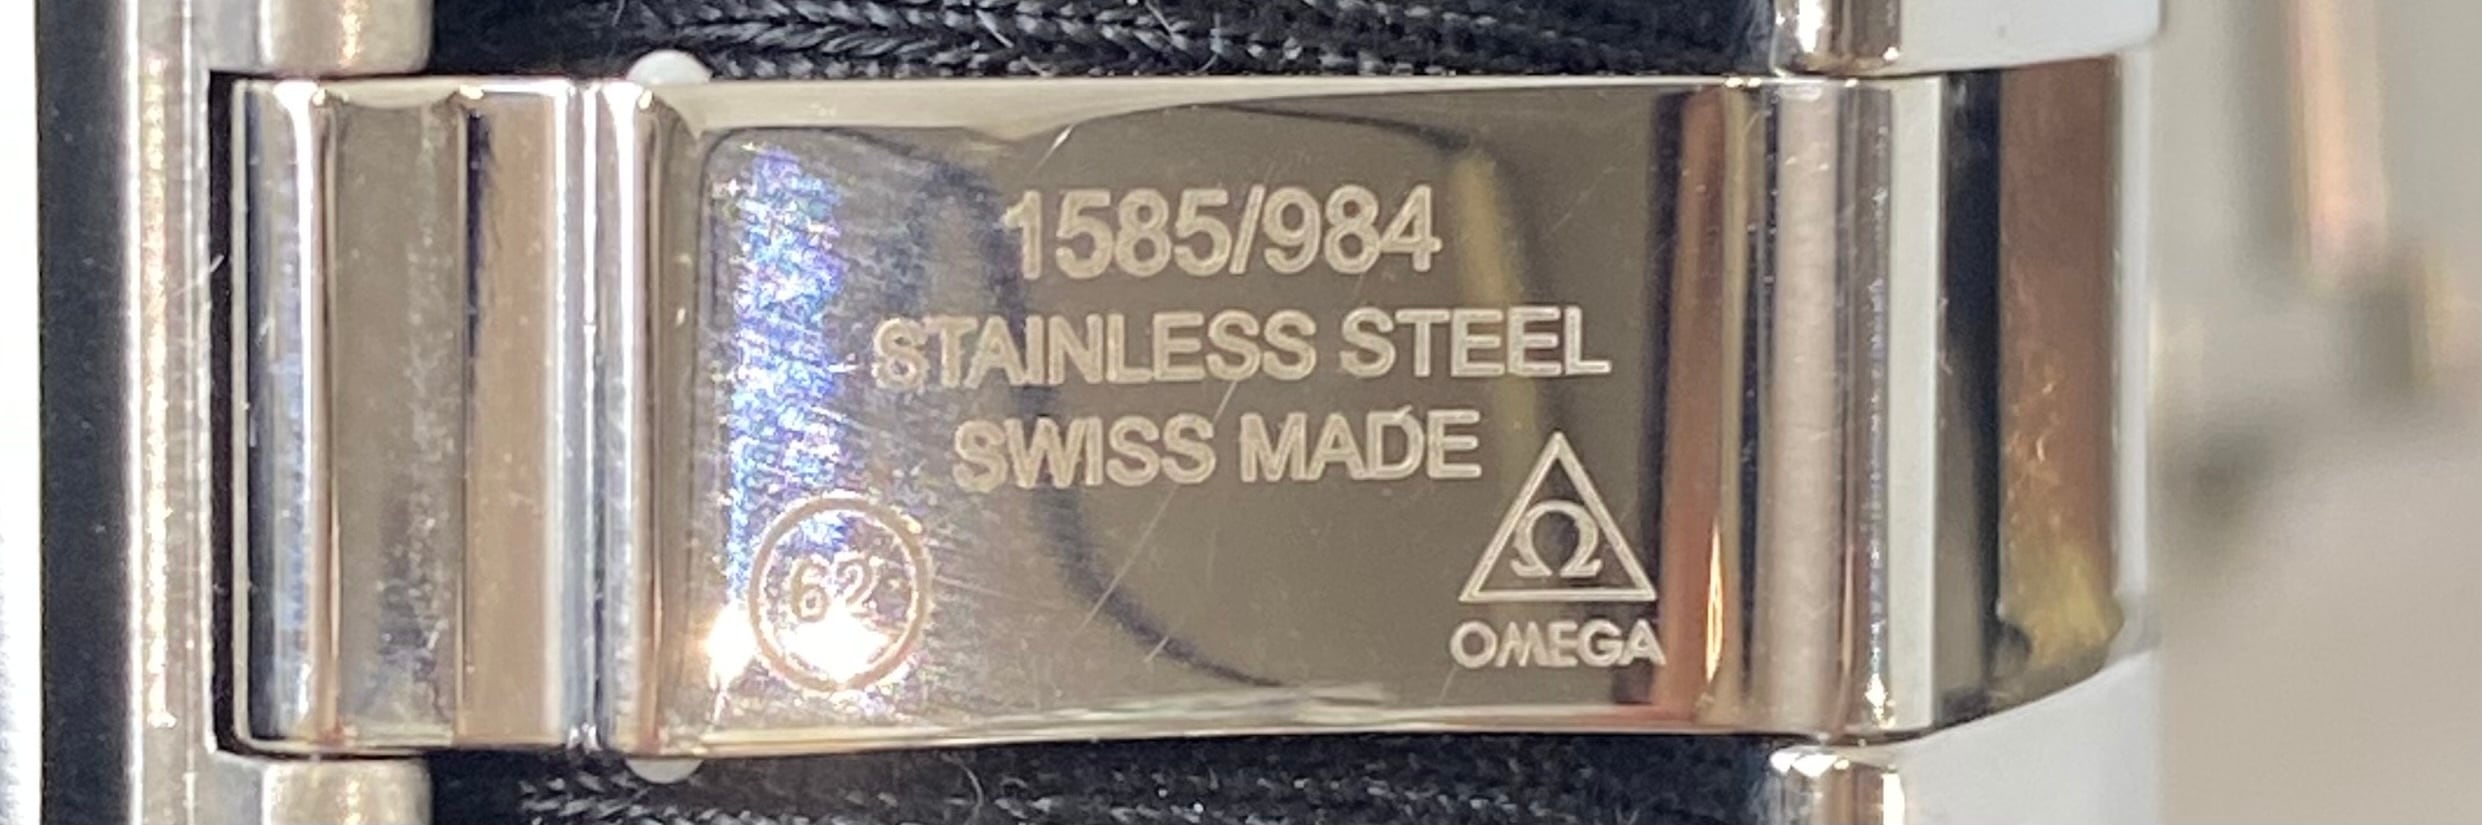 1585/984
STAINLESS STEEL
SWISS MADE
62
Ω
OMEGA